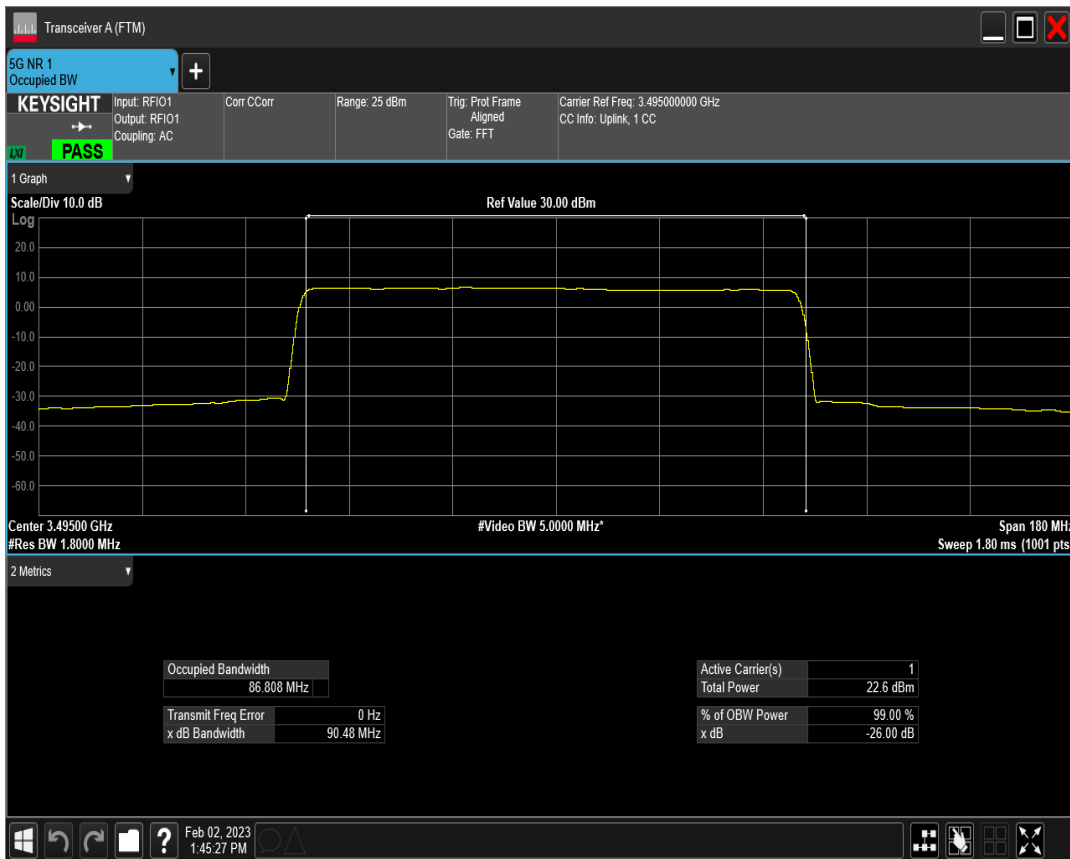 Transceiver A (FTM)
5G NR 1
Occupied BW
+
KEYSIGHT
LXI
PASS
Input: RFIO1
Output: RFIO1
Coupling: AC
Corr CCorr
Range: 25 dBm
Trig: Prot Frame
Aligned
Gate: FFT
Carrier Ref Freq: 3.495000000 GHz
CC Info: Uplink, 1 CC
1 Graph
Scale/Div 10.0 dB
Ref Value 30.00 dBm
Log
20.0
10.0
0.00
-10.0
-20.0
-30.0
-40.0
-50.0
-60.0
Center 3.49500 GHz
#Video BW 5.0000 MHz*
Span 180 MHz
#Res BW 1.8000 MHz
Sweep 1.80 ms (1001 pts
2 Metrics
Occupied Bandwidth
86.808 MHz
Transmit Freq Error 0 Hz
x dB Bandwidth 90.48 MHz
Active Carrier(s) 1
Total Power 22.6 dBm
% of OBW Power 99.00 %
x dB -26.00 dB
?
Feb 02, 2023
1:45:27 PM